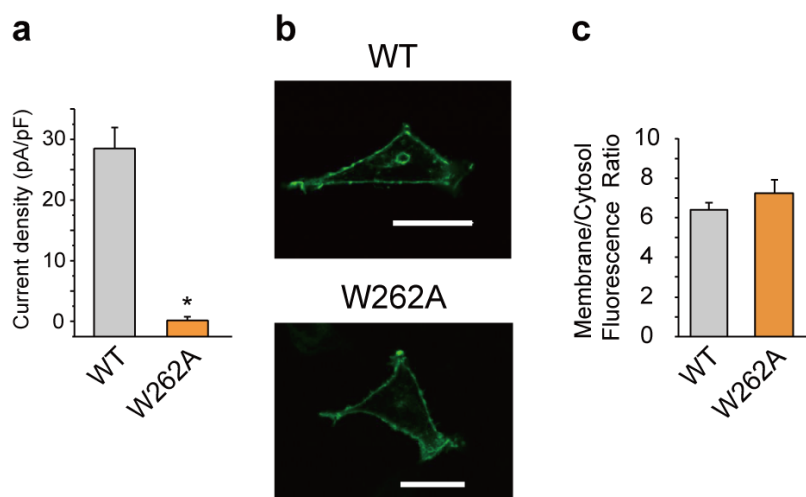 a
Current density (pA/pF)
30
20
10
0
*
WT
W262A
b
WT
W262A
c
Membrane/Cytosol
Fluorescence Ratio
10
8
6
4
2
0
WT
W262A